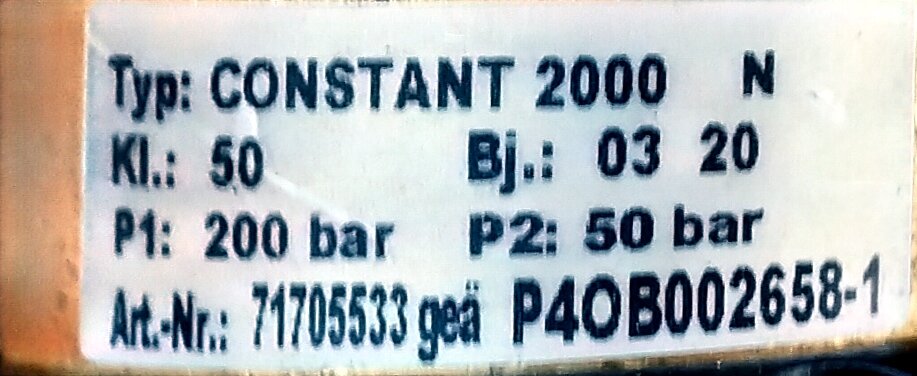 Typ: CONSTANT 2000 N
Kl.: 50 Bj.: 03 20
P1: 200 bar P2: 50 bar
Art.-Nr.: 71705533 geä P4OB002658-1